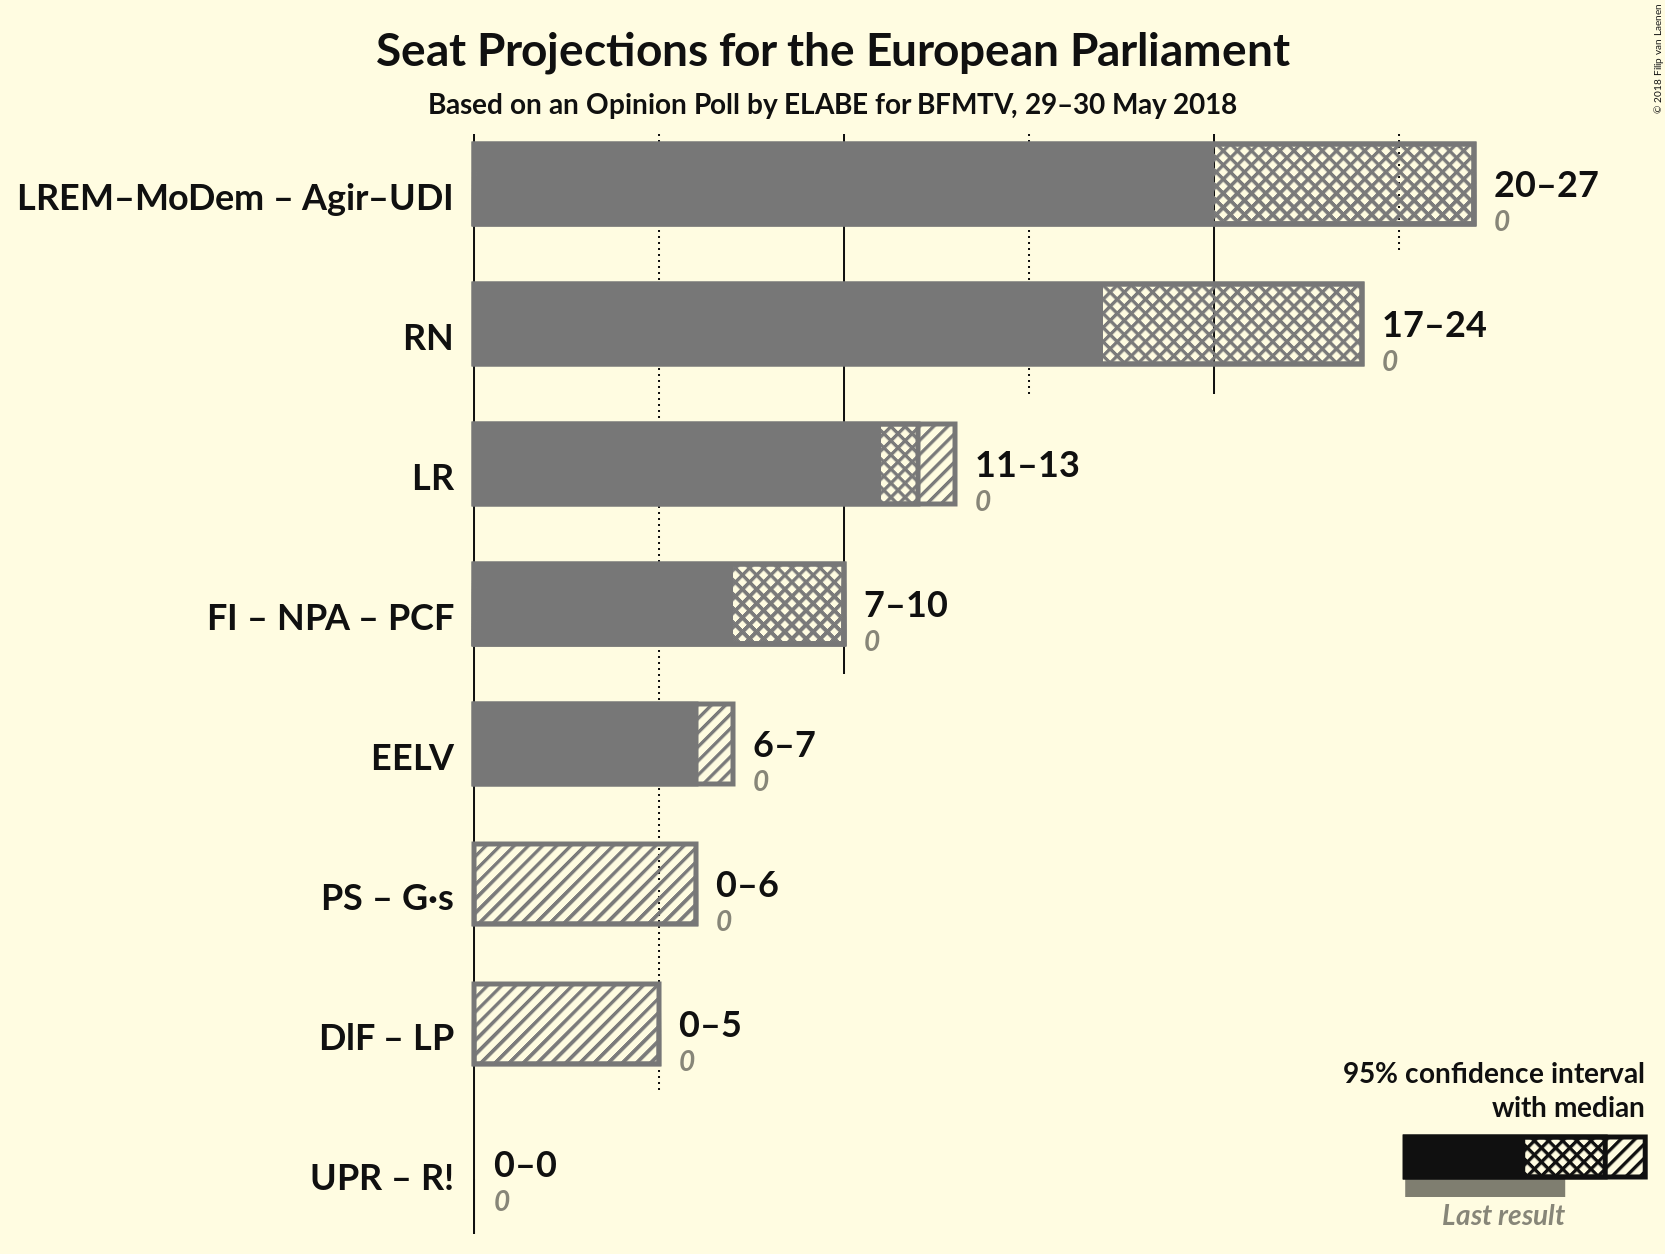 Seat Projections for the European Parliament
Based on an Opinion Poll by ELABE for BFMTV, 29–30 May 2018
© 2018 Filip van Laenen
LREM–MoDem – Agir–UDI
20–27
0
RN
17–24
0
LR
11–13
0
FI – NPA – PCF
7–10
0
EELV
6–7
0
PS – G·s
0–6
0
DlF – LP
0–5
0
UPR – R!
0–0
0
95% confidence interval
with median
Last result